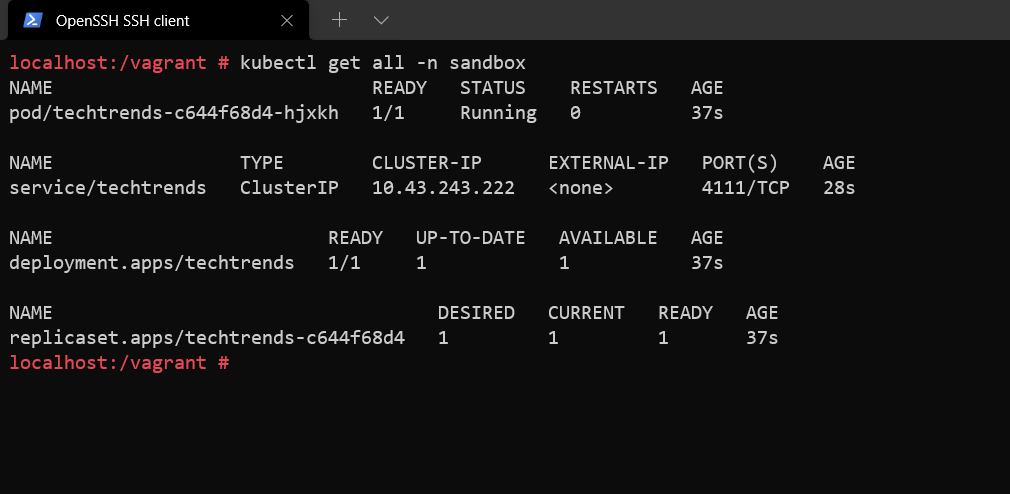 OpenSSH SSH client
localhost:/vagrant # kubectl get all -n sandbox
NAME                             READY   STATUS    RESTARTS   AGE
pod/techtrends-c644f68d4-hjxkh   1/1     Running   0          37s

NAME                 TYPE        CLUSTER-IP      EXTERNAL-IP   PORT(S)    AGE
service/techtrends   ClusterIP   10.43.243.222   <none>        4111/TCP   28s

NAME                         READY   UP-TO-DATE   AVAILABLE   AGE
deployment.apps/techtrends   1/1     1            1           37s

NAME                                   DESIRED   CURRENT   READY   AGE
replicaset.apps/techtrends-c644f68d4   1         1         1       37s
localhost:/vagrant #